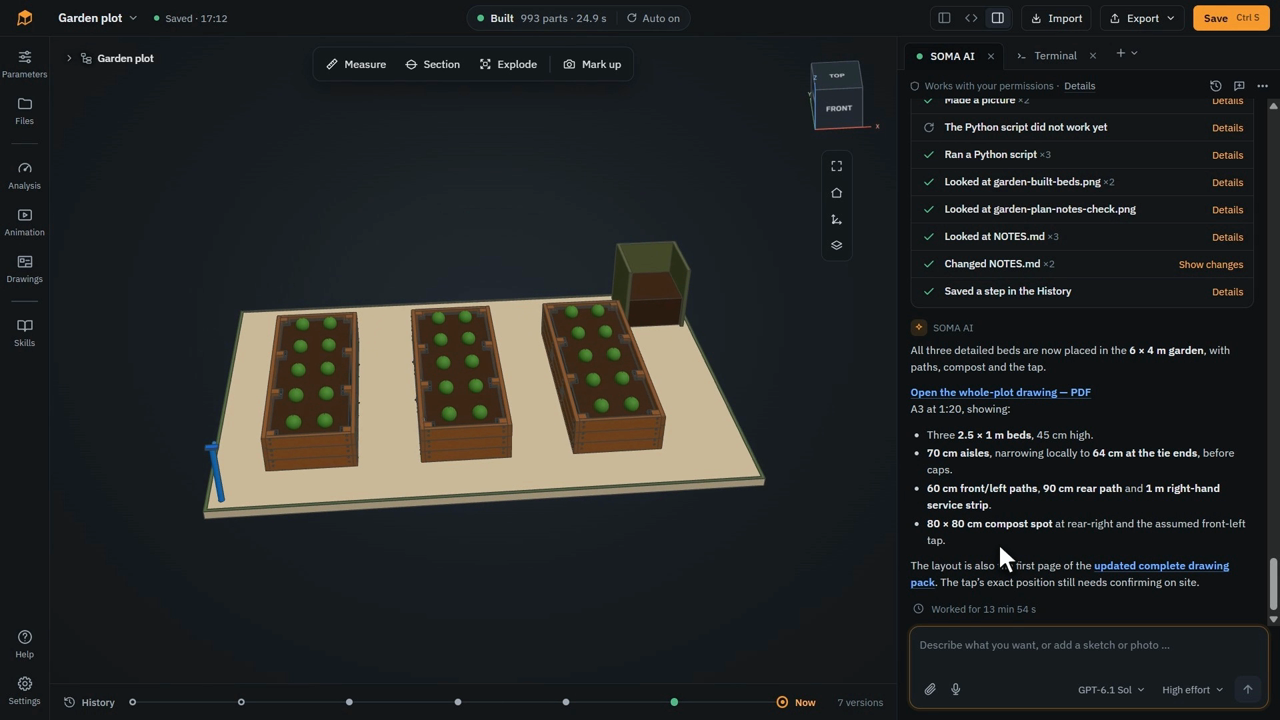 Garden plot
Saved · 17:12
Built 993 parts · 24.9 s
Auto on
Import
Export
Save Ctrl S
Parameters
Files
Analysis
Animation
Drawings
Skills
Help
Settings
Garden plot
Measure
Section
Explode
Mark up
TOP
FRONT
Z
Y
X
SOMA AI
Terminal
Works with your permissions · Details
Made a picture ×2 Details
The Python script did not work yet Details
Ran a Python script ×3 Details
Looked at garden-built-beds.png ×2 Details
Looked at garden-plan-notes-check.png Details
Looked at NOTES.md ×3 Details
Changed NOTES.md ×2 Show changes
Saved a step in the History Details
SOMA AI
All three detailed beds are now placed in the 6 × 4 m garden, with
paths, compost and the tap.
Open the whole-plot drawing — PDF
A3 at 1:20, showing:
• Three 2.5 × 1 m beds, 45 cm high.
• 70 cm aisles, narrowing locally to 64 cm at the tie ends, before
caps.
• 60 cm front/left paths, 90 cm rear path and 1 m right-hand
service strip.
• 80 × 80 cm compost spot at rear-right and the assumed front-left
tap.
The layout is also first page of the updated complete drawing
pack. The tap's exact position still needs confirming on site.
Worked for 13 min 54 s
Describe what you want, or add a sketch or photo ...
GPT-6.1 Sol
High effort
History
Now
7 versions